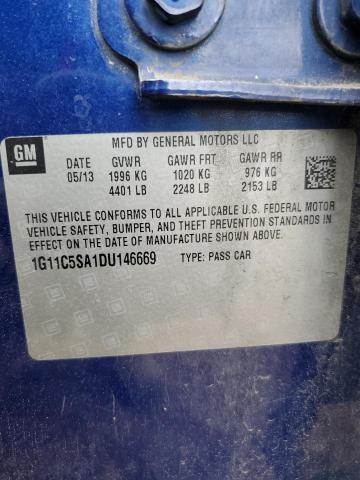 GM
MFD BY GENERAL MOTORS LLC
DATE GVWR GAWR FRT GAWR RR
05/13 1996 KG 1020 KG 976 KG
4401 LB 2248 LB 2153 LB
THIS VEHICLE CONFORMS TO ALL APPLICABLE U.S. FEDERAL MOTOR
VEHICLE SAFETY, BUMPER, AND THEFT PREVENTION STANDARDS IN
EFFECT ON THE DATE OF MANUFACTURE SHOWN ABOVE.
1G11C5SA1DU146669 TYPE: PASS CAR